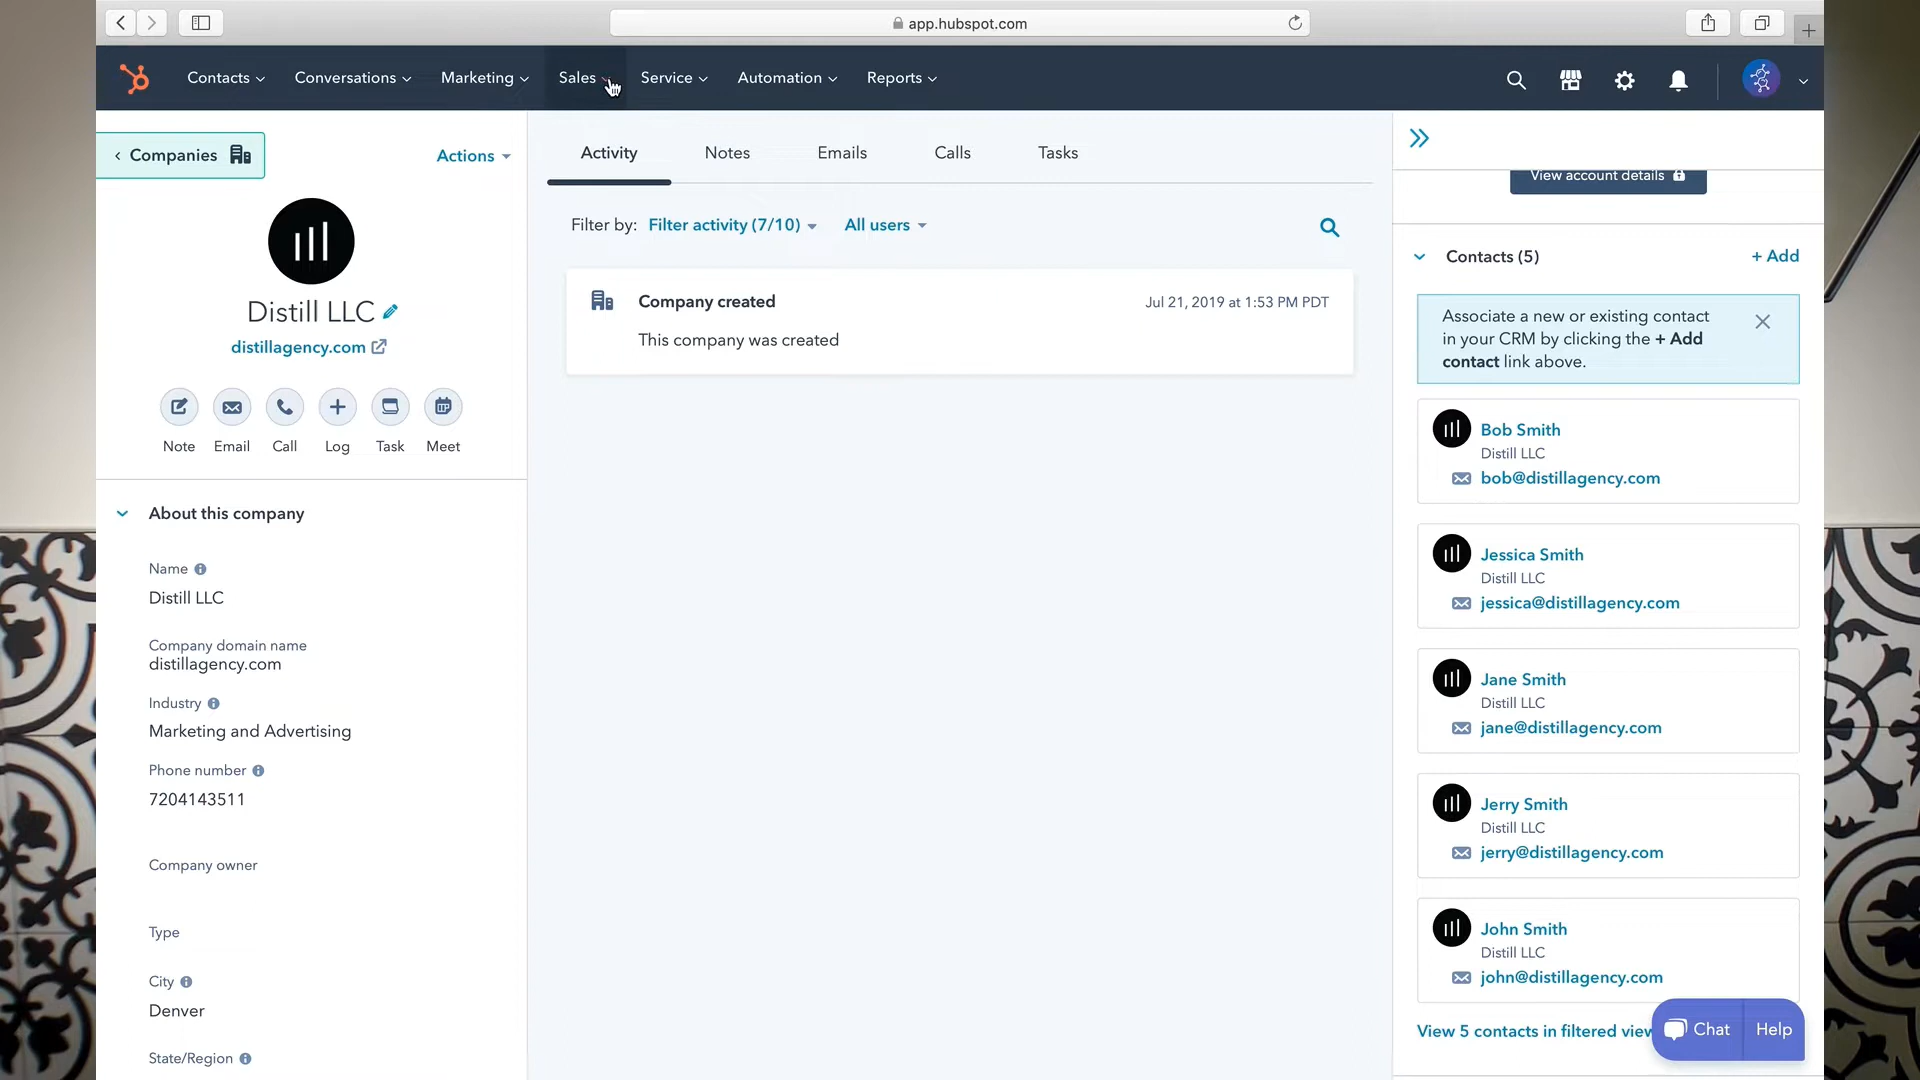 app.hubspot.com
Contacts Conversations Marketing Sales Service Automation Reports
Companies
Actions
Distill LLC
distillagency.com
Note Email Call Log Task Meet
About this company
Name
Distill LLC
Company domain name
distillagency.com
Industry
Marketing and Advertising
Phone number
7204143511
Company owner
Type
City
Denver
State/Region
Activity Notes Emails Calls Tasks
Filter by: Filter activity (7/10) All users
Company created Jul 21, 2019 at 1:53 PM PDT
This company was created
View account details
Contacts (5) + Add
Associate a new or existing contact
in your CRM by clicking the + Add
contact link above.
Bob Smith
Distill LLC
bob@distillagency.com
Jessica Smith
Distill LLC
jessica@distillagency.com
Jane Smith
Distill LLC
jane@distillagency.com
Jerry Smith
Distill LLC
jerry@distillagency.com
John Smith
Distill LLC
john@distillagency.com
View 5 contacts in filtered view
Chat Help